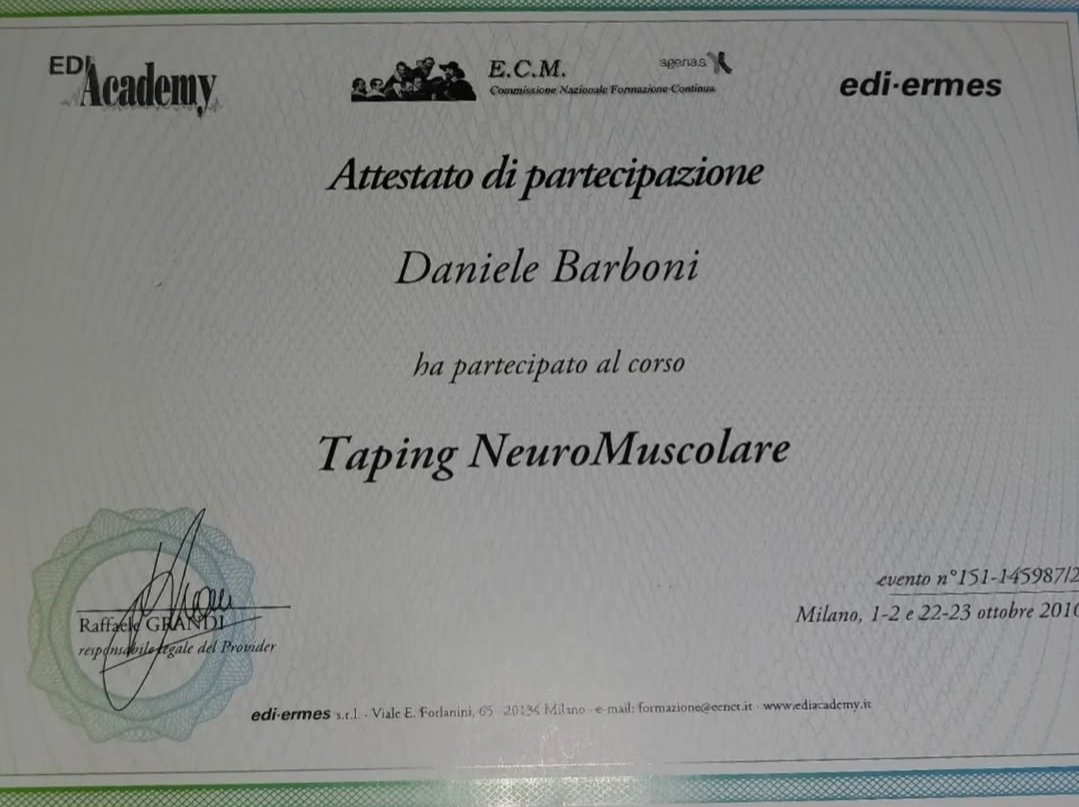 EDI Academy
E.C.M.
Commissione Nazionale Formazione Continua
agenas
edi·ermes
Attestato di partecipazione
Daniele Barboni
ha partecipato al corso
Taping NeuroMuscolare
evento n°151-145987/2
Milano, 1-2 e 22-23 ottobre 2010
Raffaele GRANDI
responsabile legale del Provider
edi·ermes s.r.l. · Viale E. Forlanini, 65 · 20134 Milano · e-mail: formazione@eenet.it · www.ediacademy.it